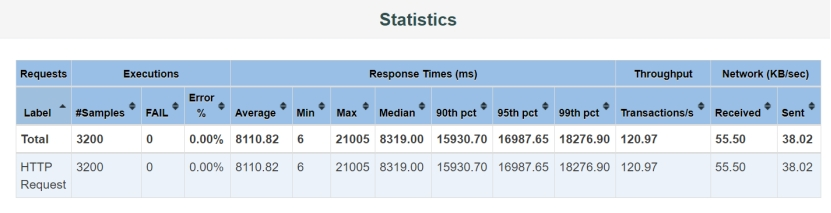 Statistics
Requests Executions Response Times (ms) Throughput Network (KB/sec)
Label #Samples FAIL Error % Average Min Max Median 90th pct 95th pct 99th pct Transactions/s Received Sent
Total 3200 0 0.00% 8110.82 6 21005 8319.00 15930.70 16987.65 18276.90 120.97 55.50 38.02
HTTP Request 3200 0 0.00% 8110.82 6 21005 8319.00 15930.70 16987.65 18276.90 120.97 55.50 38.02